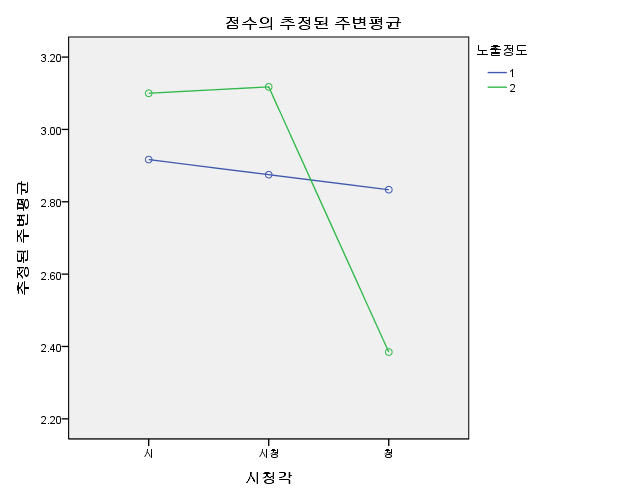 점수의 추정된 주변평균
노출정도
1
2
추정된 주변평균
3.20
3.00
2.80
2.60
2.40
2.20
시
시청
청
시청각